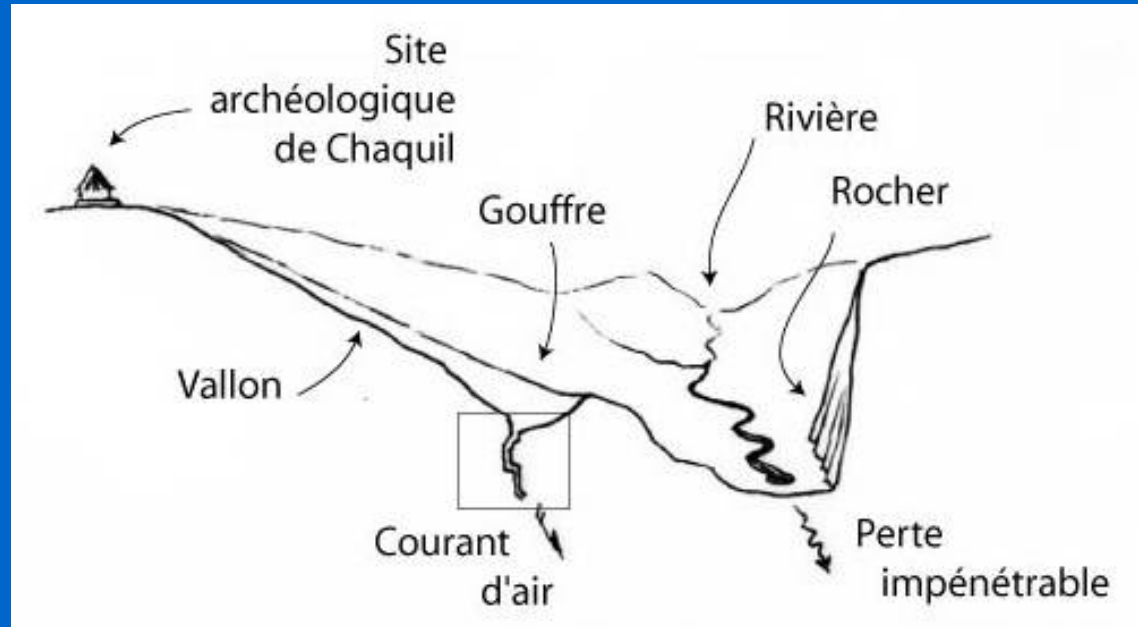 Site
archéologique
de Chaquil
Rivière
Rocher
Gouffre
Vallon
Courant
d'air
Perte
impénétrable